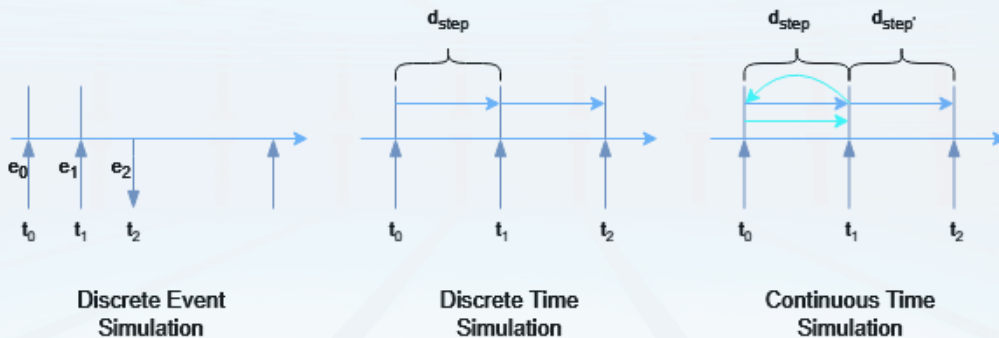 d_step
d_step
d_step'
e_0
e_1
e_2
t_0
t_1
t_2
t_0
t_1
t_2
t_0
t_1
t_2
Discrete Event
Simulation
Discrete Time
Simulation
Continuous Time
Simulation